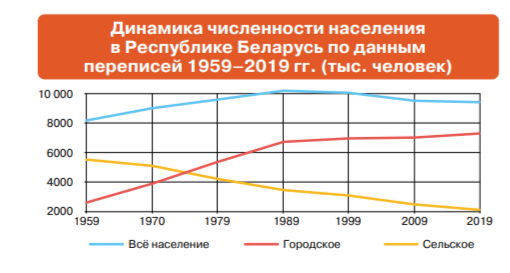 Динамика численности населения
в Республике Беларусь по данным
переписей 1959–2019 гг. (тыс. человек)
10 000
8000
6000
4000
2000
1959 1970 1979 1989 1999 2009 2019
Всё население Городское Сельское